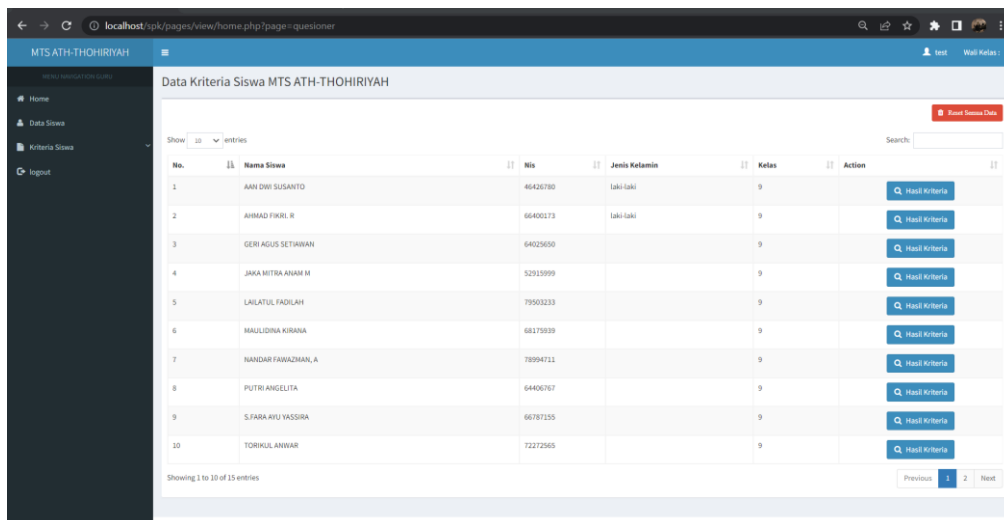 localhost/spk/pages/view/home.php?page=quesioner
MTS ATH-THOHIRIYAH
test Wali Kelas :
MENU NAVIGATION GURU
Home
Data Siswa
Kriteria Siswa
logout
Data Kriteria Siswa MTS ATH-THOHIRIYAH
Reset Semua Data
Show 10 entries Search:
No. Nama Siswa Nis Jenis Kelamin Kelas Action
1 AAN DWI SUSANTO 46426780 laki-laki 9 Hasil Kriteria
2 AHMAD FIKRI. R 66400173 laki-laki 9 Hasil Kriteria
3 GERI AGUS SETIAWAN 64025650 9 Hasil Kriteria
4 JAKA MITRA ANAM M 52915999 9 Hasil Kriteria
5 LAILATUL FADILAH 79503233 9 Hasil Kriteria
6 MAULIDINA KIRANA 68175939 9 Hasil Kriteria
7 NANDAR FAWAZMAN, A 78994711 9 Hasil Kriteria
8 PUTRI ANGELITA 64406767 9 Hasil Kriteria
9 S.FARA AYU YASSIRA 66787155 9 Hasil Kriteria
10 TORIKUL ANWAR 72272565 9 Hasil Kriteria
Showing 1 to 10 of 15 entries Previous 1 2 Next